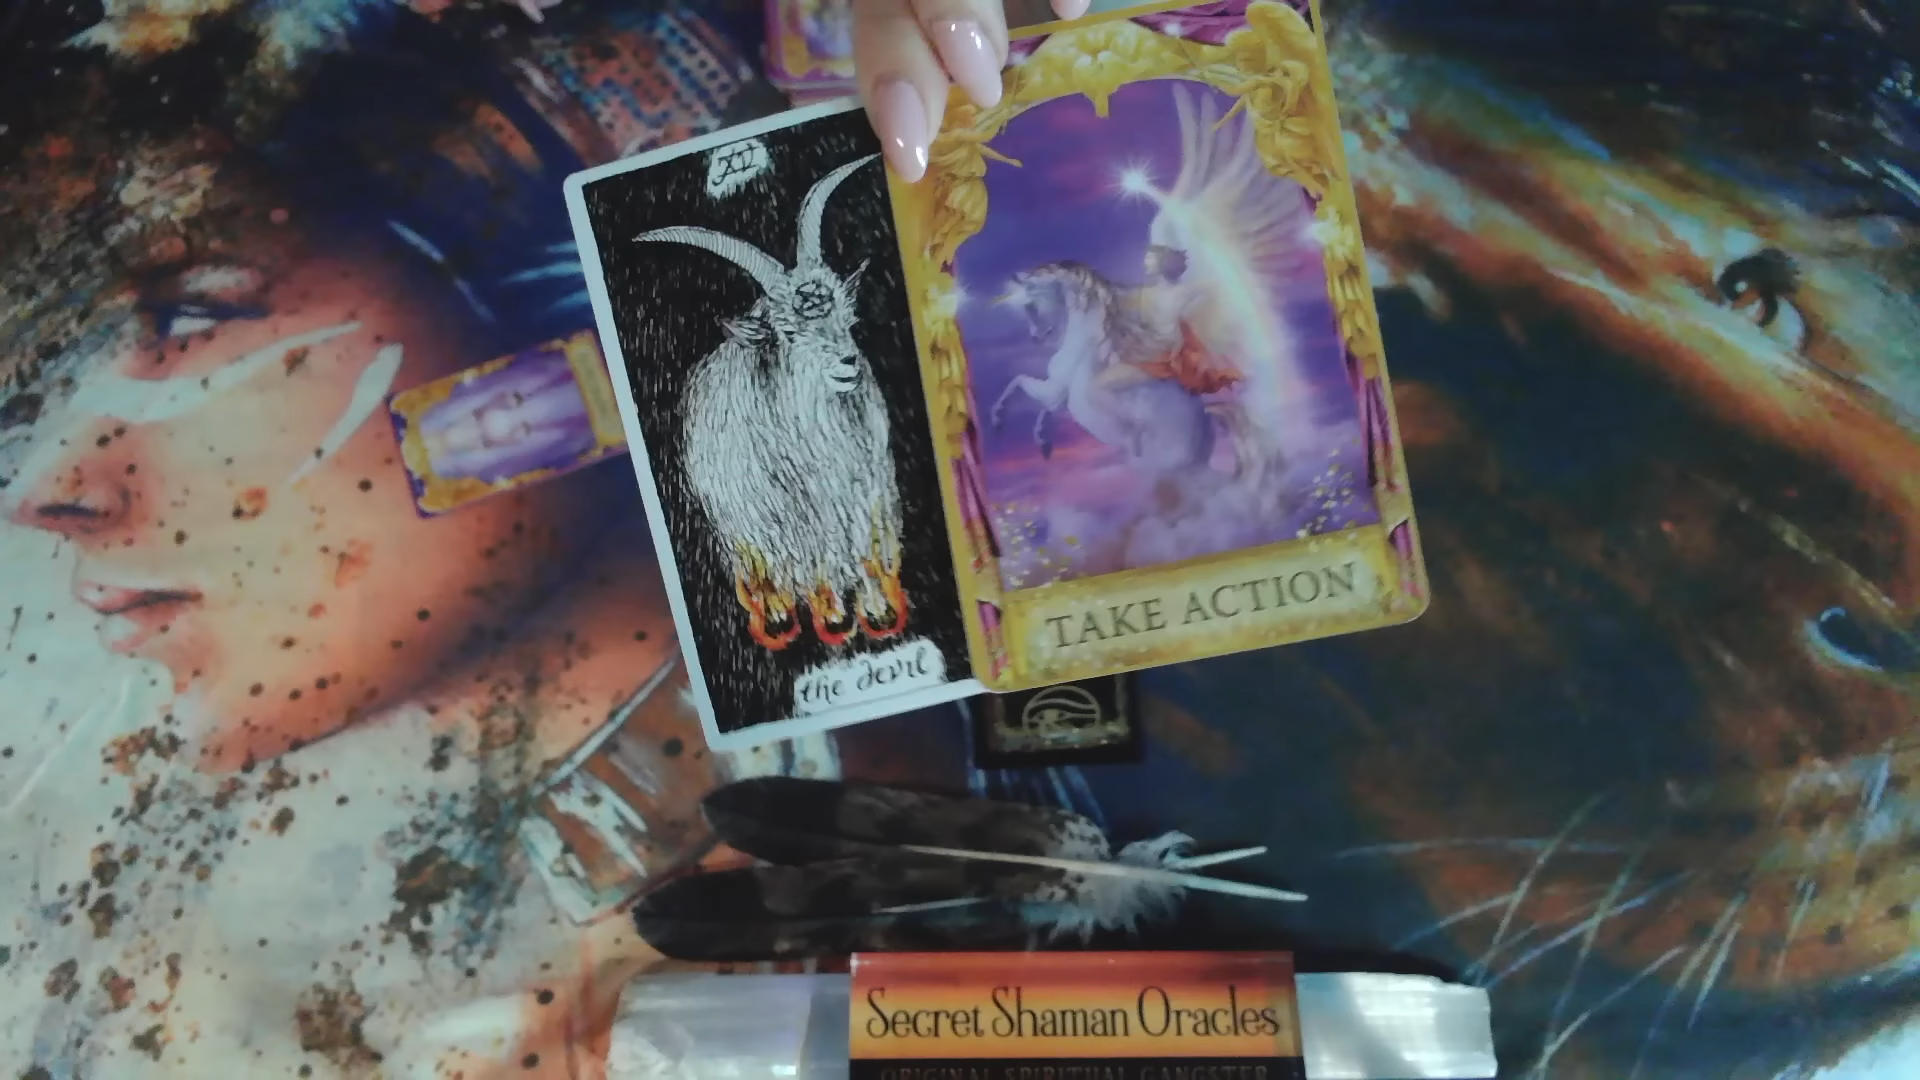 XV
the devil
TAKE ACTION
Secret Shaman Oracles
ORIGINAL SPIRITUAL GANGSTER